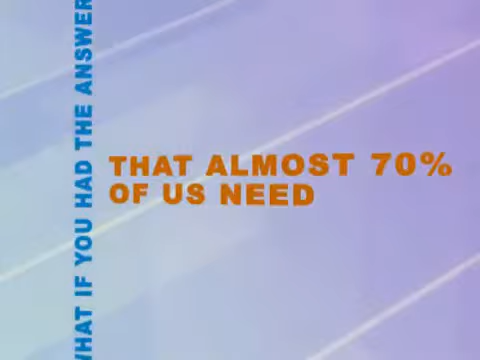 WHAT IF YOU HAD THE ANSWER
THAT ALMOST 70%
OF US NEED